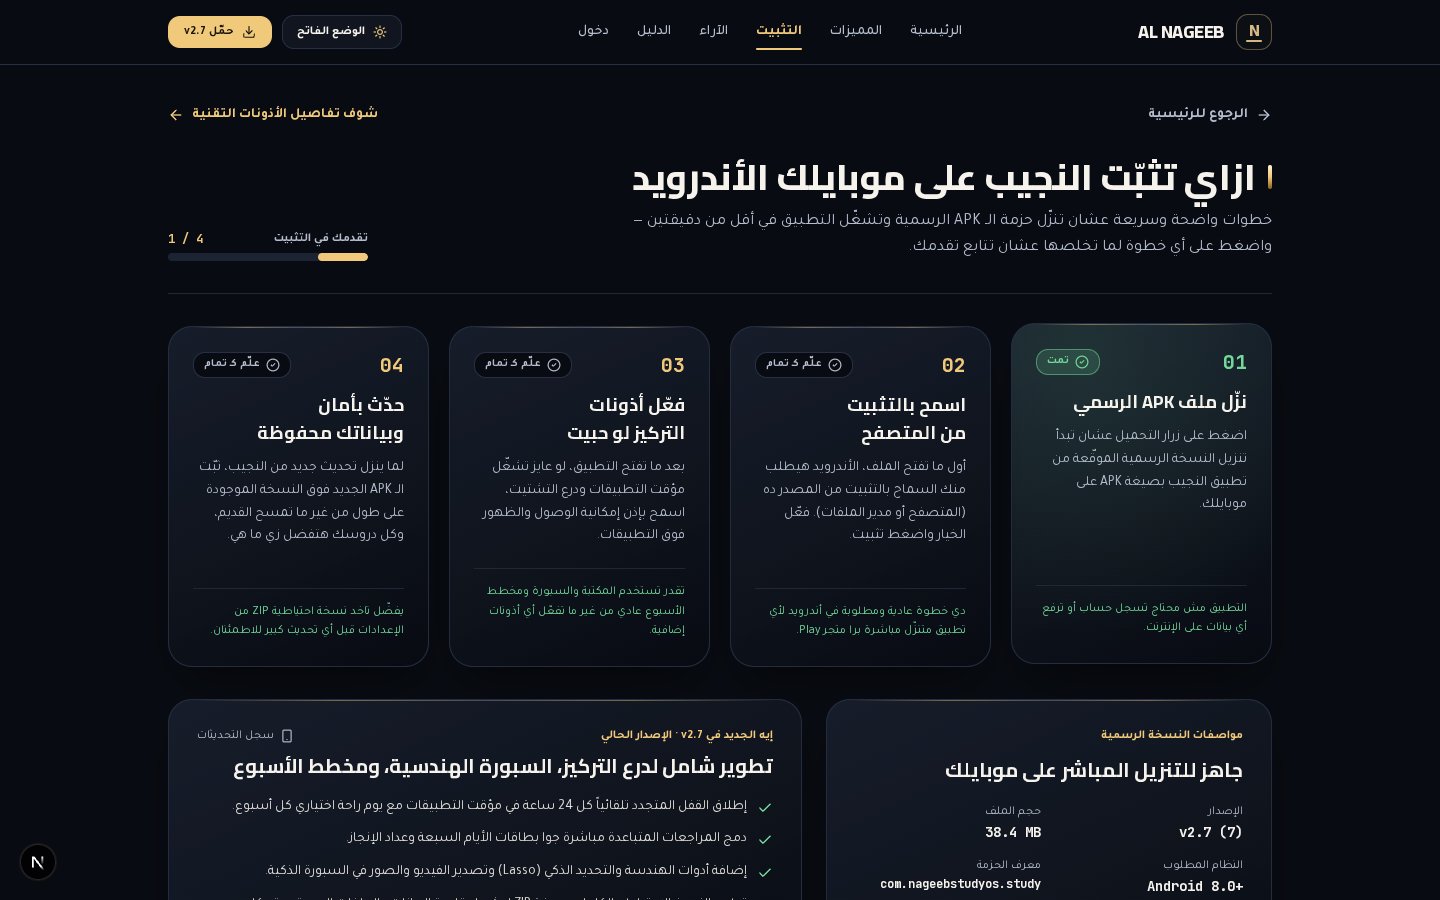 N
AL NAGEEB
الرئيسية
المميزات
التثبيت
الآراء
الدليل
دخول
الوضع الفاتح
حمّل v2.7
الرجوع للرئيسية
شوف تفاصيل الأذونات التقنية
ازاي تثبّت النجيب على موبايلك الأندرويد
خطوات واضحة وسريعة عشان تنزّل حزمة الـ APK الرسمية وتشغّل التطبيق في أقل من دقيقتين –
واضغط على أي خطوة لما تخلصها عشان تتابع تقدمك.
تقدمك في التثبيت
1 / 4
01
تمت
نزّل ملف APK الرسمي
اضغط على زرار التحميل عشان تبدأ
تنزيل النسخة الرسمية الموقّعة من
تطبيق النجيب بصيغة APK على
موبايلك.
التطبيق مش محتاج تسجل حساب أو ترفع
أي بيانات على الإنترنت.
02
علّم كـ تمام
اسمح بالتثبيت
من المتصفح
أول ما تفتح الملف، الأندرويد هيطلب
منك السماح بالتثبيت من المصدر ده
(المتصفح أو مدير الملفات). فعّل
الخيار واضغط تثبيت.
دي خطوة عادية ومطلوبة في أندرويد لأي
تطبيق متنزّل مباشرة برا متجر Play.
03
علّم كـ تمام
فعّل أذونات
التركيز لو حبيت
بعد ما تفتح التطبيق، لو عايز تشغّل
مؤقت التطبيقات ودرع التشتيت،
اسمح بإذن إمكانية الوصول والظهور
فوق التطبيقات.
تقدر تستخدم المكتبة والسبورة ومخطط
الأسبوع عادي من غير ما تفعّل أي أذونات
إضافية.
04
علّم كـ تمام
حدّث بأمان
وبياناتك محفوظة
لما ينزل تحديث جديد من النجيب، ثبّت
الـ APK الجديد فوق النسخة الموجودة
على طول من غير ما تمسح القديم،
وكل دروسك هتفضل زي ما هي.
يفضّل تاخد نسخة احتياطية ZIP من
الإعدادات قبل أي تحديث كبير للاطمئنان.
مواصفات النسخة الرسمية
جاهز للتنزيل المباشر على موبايلك
الإصدار
v2.7 (7)
حجم الملف
38.4 MB
النظام المطلوب
Android 8.0+
معرف الحزمة
com.nageebstudyos.study
إيه الجديد في v2.7 · الإصدار الحالي
سجل التحديثات
تطوير شامل لدرع التركيز، السبورة الهندسية، ومخطط الأسبوع
إطلاق القفل المتجدد تلقائياً كل 24 ساعة في مؤقت التطبيقات مع يوم راحة اختياري كل أسبوع.
دمج المراجعات المتباعدة مباشرة جوا بطاقات الأيام السبعة وعداد الإنجاز.
إضافة أدوات الهندسة والتحديد الذكي (Lasso) وتصدير الفيديو والصور في السبورة الذكية.
N